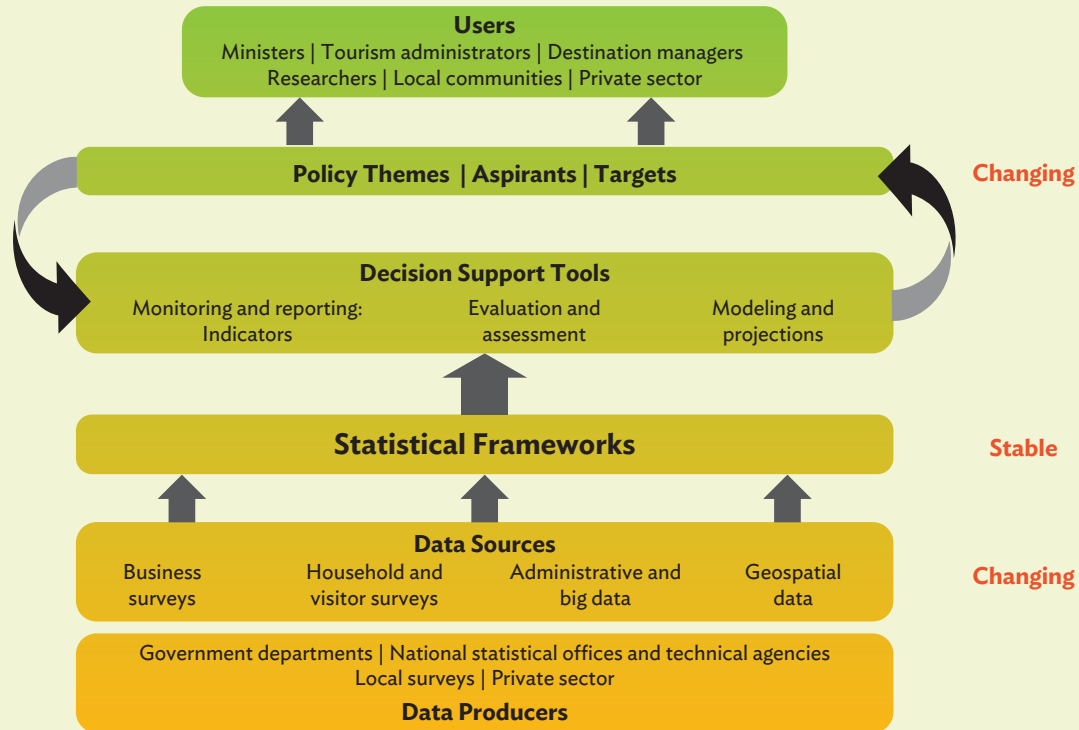 Users
Ministers | Tourism administrators | Destination managers
Researchers | Local communities | Private sector
Policy Themes | Aspirants | Targets
Changing
Decision Support Tools
Monitoring and reporting:
Indicators
Evaluation and
assessment
Modeling and
projections
Statistical Frameworks
Stable
Data Sources
Business
surveys
Household and
visitor surveys
Administrative and
big data
Geospatial
data
Changing
Government departments | National statistical offices and technical agencies
Local surveys | Private sector
Data Producers